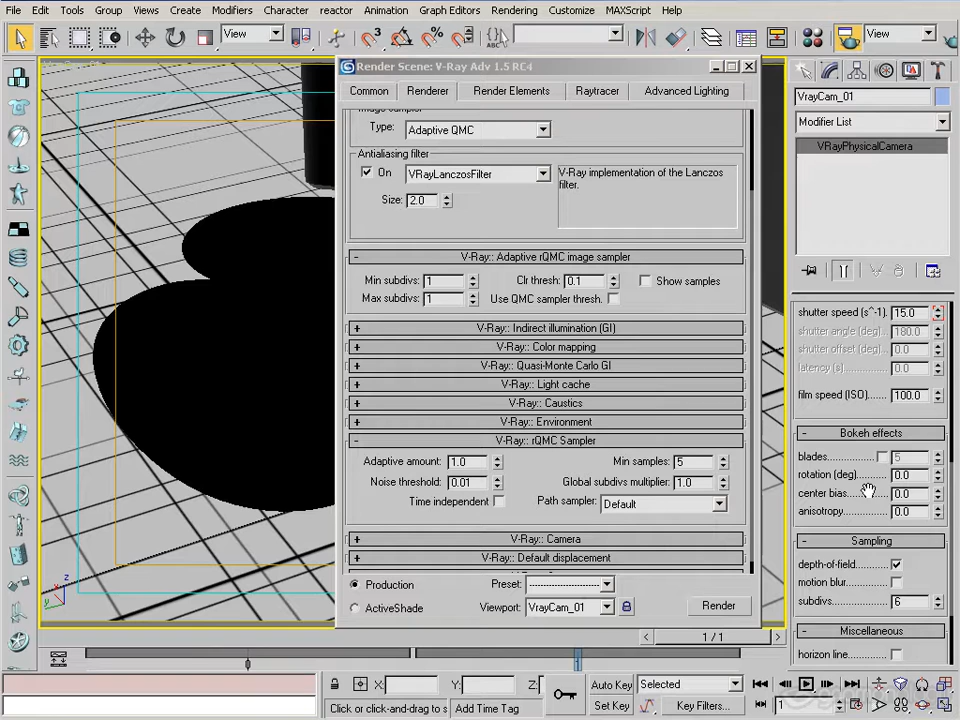 File Edit Tools Group Views Create Modifiers Character reactor Animation Graph Editors Rendering Customize MAXScript Help
View
View
Render Scene: V-Ray Adv 1.5 RC4
Common Renderer Render Elements Raytracer Advanced Lighting
Type: Adaptive QMC
Antialiasing filter
On VRayLanczosFilter
V-Ray implementation of the Lanczos filter.
Size: 2.0
- V-Ray:: Adaptive rQMC image sampler
Min subdivs: 1 Clr thresh: 0.1 Show samples
Max subdivs: 1 Use QMC sampler thresh.
+ V-Ray:: Indirect illumination (GI)
+ V-Ray:: Color mapping
+ V-Ray:: Quasi-Monte Carlo GI
+ V-Ray:: Light cache
+ V-Ray:: Caustics
+ V-Ray:: Environment
- V-Ray:: rQMC Sampler
Adaptive amount: 1.0 Min samples: 5
Noise threshold: 0.01 Global subdivs multiplier: 1.0
Time independent Path sampler: Default
+ V-Ray:: Camera
+ V-Ray:: Default displacement
Production Preset: --------------------
ActiveShade Viewport: VrayCam_01 Render
VrayCam_01
Modifier List
VRayPhysicalCamera
shutter speed (s^-1). 15.0
shutter angle (deg) 180.0
shutter offset (deg) 0.0
latency (s) 0.0
film speed (ISO) 100.0
- Bokeh effects
blades 5
rotation (deg) 0.0
center bias 0.0
anisotropy 0.0
- Sampling
depth-of-field
motion blur
subdivs 6
- Miscellaneous
horizon line
z
x
y
< 1 / 1 >
X: Y: Z:
Auto Key Selected
Set Key Key Filters...
1
Click or click-and-drag to s
Add Time Tag